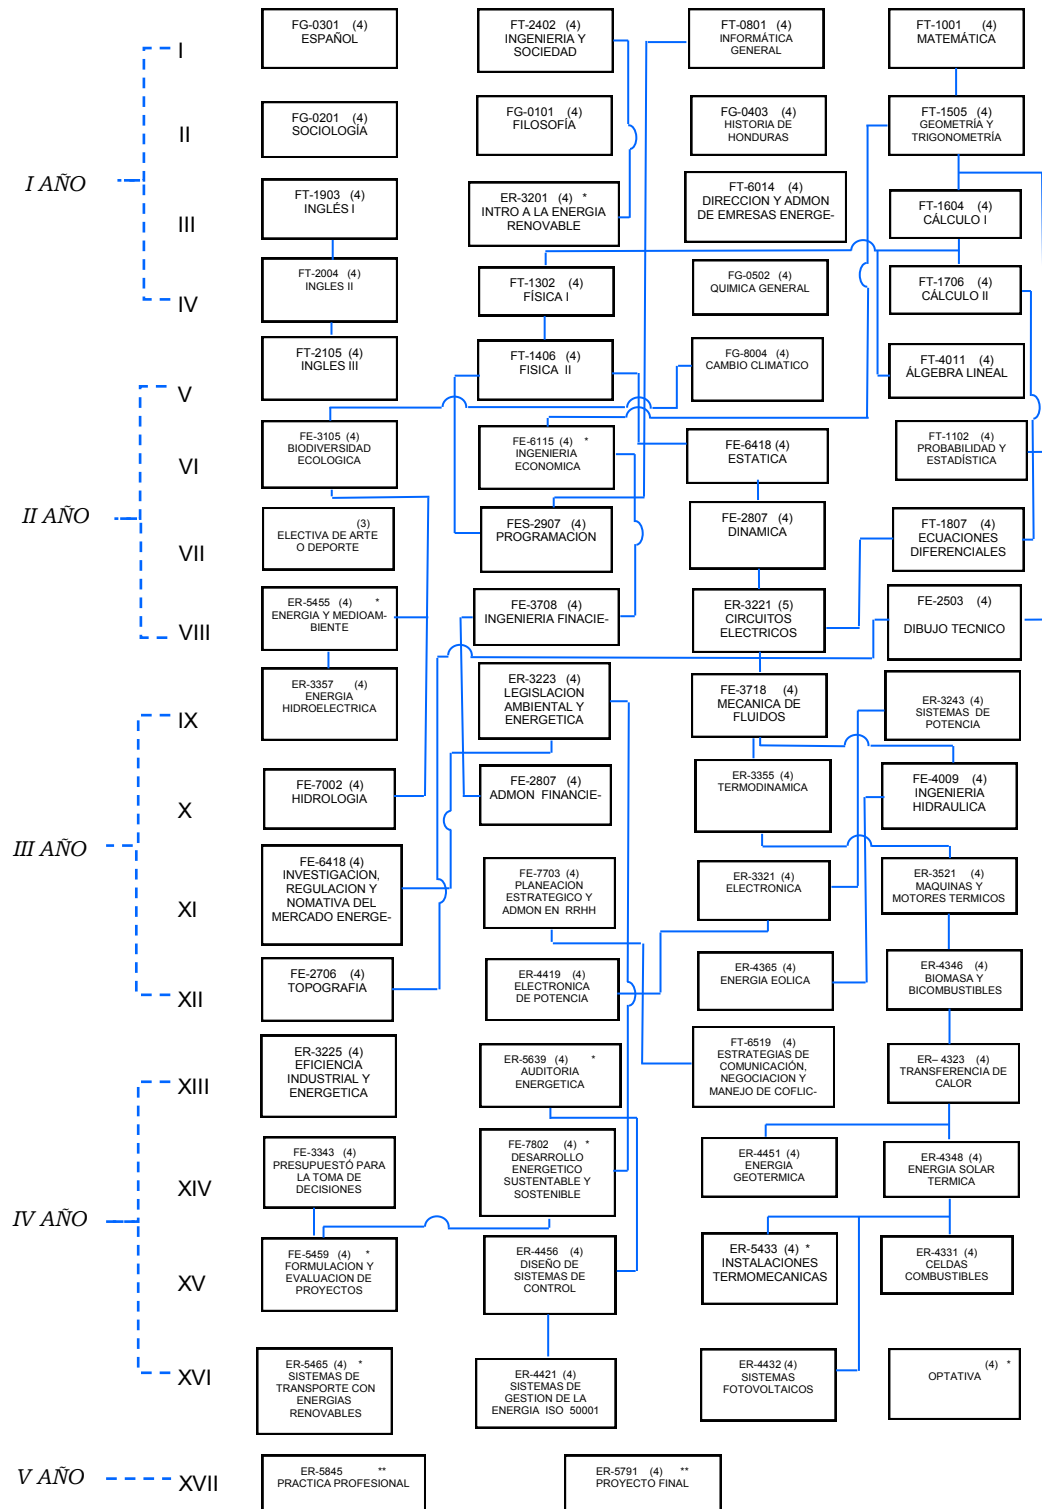 I
FG-0301 (4)
ESPAÑOL
FT-2402 (4)
INGENIERIA Y
SOCIEDAD
FT-0801 (4)
INFORMÁTICA
GENERAL
FT-1001 (4)
MATEMÁTICA
II
FG-0201 (4)
SOCIOLOGÍA
FG-0101 (4)
FILOSOFÍA
FG-0403 (4)
HISTORIA DE
HONDURAS
FT-1505 (4)
GEOMETRÍA Y
TRIGONOMETRÍA
I AÑO
III
FT-1903 (4)
INGLÉS I
ER-3201 (4) *
INTRO A LA ENERGIA
RENOVABLE
FT-6014 (4)
DIRECCION Y ADMON
DE EMRESAS ENERGE-
FT-1604 (4)
CÁLCULO I
IV
FT-2004 (4)
INGLES II
FT-1302 (4)
FÍSICA I
FG-0502 (4)
QUIMICA GENERAL
FT-1706 (4)
CÁLCULO II
V
FT-2105 (4)
INGLES III
FT-1406 (4)
FISICA II
FG-8004 (4)
CAMBIO CLIMATICO
FT-4011 (4)
ÁLGEBRA LINEAL
VI
FE-3105 (4)
BIODIVERSIDAD
ECOLOGICA
FE-6115 (4) *
INGENIERIA
ECONOMICA
FE-6418 (4)
ESTATICA
FT-1102 (4)
PROBABILIDAD Y
ESTADÍSTICA
II AÑO
VII
(3)
ELECTIVA DE ARTE
O DEPORTE
FES-2907 (4)
PROGRAMACION
FE-2807 (4)
DINAMICA
FT-1807 (4)
ECUACIONES
DIFERENCIALES
VIII
ER-5455 (4) *
ENERGIA Y MEDIOAM-
BIENTE
FE-3708 (4)
INGENIERIA FINACIE-
ER-3221 (5)
CIRCUITOS
ELECTRICOS
FE-2503 (4)
DIBUJO TECNICO
IX
ER-3357 (4)
ENERGIA
HIDROELECTRICA
ER-3223 (4)
LEGISLACION
AMBIENTAL Y
ENERGETICA
FE-3718 (4)
MECANICA DE
FLUIDOS
ER-3243 (4)
SISTEMAS DE
POTENCIA
X
FE-7002 (4)
HIDROLOGIA
FE-2807 (4)
ADMON FINANCIE-
ER-3355 (4)
TERMODINAMICA
FE-4009 (4)
INGENIERIA
HIDRAULICA
III AÑO
XI
FE-6418 (4)
INVESTIGACION,
REGULACION Y
NOMATIVA DEL
MERCADO ENERGE-
FE-7703 (4)
PLANEACION
ESTRATEGICO Y
ADMON EN RRHH
ER-3321 (4)
ELECTRONICA
ER-3521 (4)
MAQUINAS Y
MOTORES TERMICOS
XII
FE-2706 (4)
TOPOGRAFIA
ER-4419 (4)
ELECTRONICA
DE POTENCIA
ER-4365 (4)
ENERGIA EOLICA
ER-4346 (4)
BIOMASA Y
BICOMBUSTIBLES
XIII
ER-3225 (4)
EFICIENCIA
INDUSTRIAL Y
ENERGETICA
ER-5639 (4) *
AUDITORIA
ENERGETICA
FT-6519 (4)
ESTRATEGIAS DE
COMUNICACIÓN,
NEGOCIACION Y
MANEJO DE COFLIC-
ER– 4323 (4)
TRANSFERENCIA DE
CALOR
XIV
FE-3343 (4)
PRESUPUESTÓ PARA
LA TOMA DE
DECISIONES
FE-7802 (4) *
DESARROLLO
ENERGETICO
SUSTENTABLE Y
SOSTENIBLE
ER-4451 (4)
ENERGIA
GEOTERMICA
ER-4348 (4)
ENERGIA SOLAR
TERMICA
IV AÑO
XV
FE-5459 (4) *
FORMULACION Y
EVALUACION DE
PROYECTOS
ER-4456 (4)
DISEÑO DE
SISTEMAS DE
CONTROL
ER-5433 (4) *
INSTALACIONES
TERMOMECANICAS
ER-4331 (4)
CELDAS
COMBUSTIBLES
XVI
ER-5465 (4) *
SISTEMAS DE
TRANSPORTE CON
ENERGIAS
RENOVABLES
ER-4421 (4)
SISTEMAS DE
GESTION DE LA
ENERGIA ISO 50001
ER-4432 (4)
SISTEMAS
FOTOVOLTAICOS
(4) *
OPTATIVA
V AÑO
XVII
ER-5845 **
PRACTICA PROFESIONAL
ER-5791 (4) **
PROYECTO FINAL